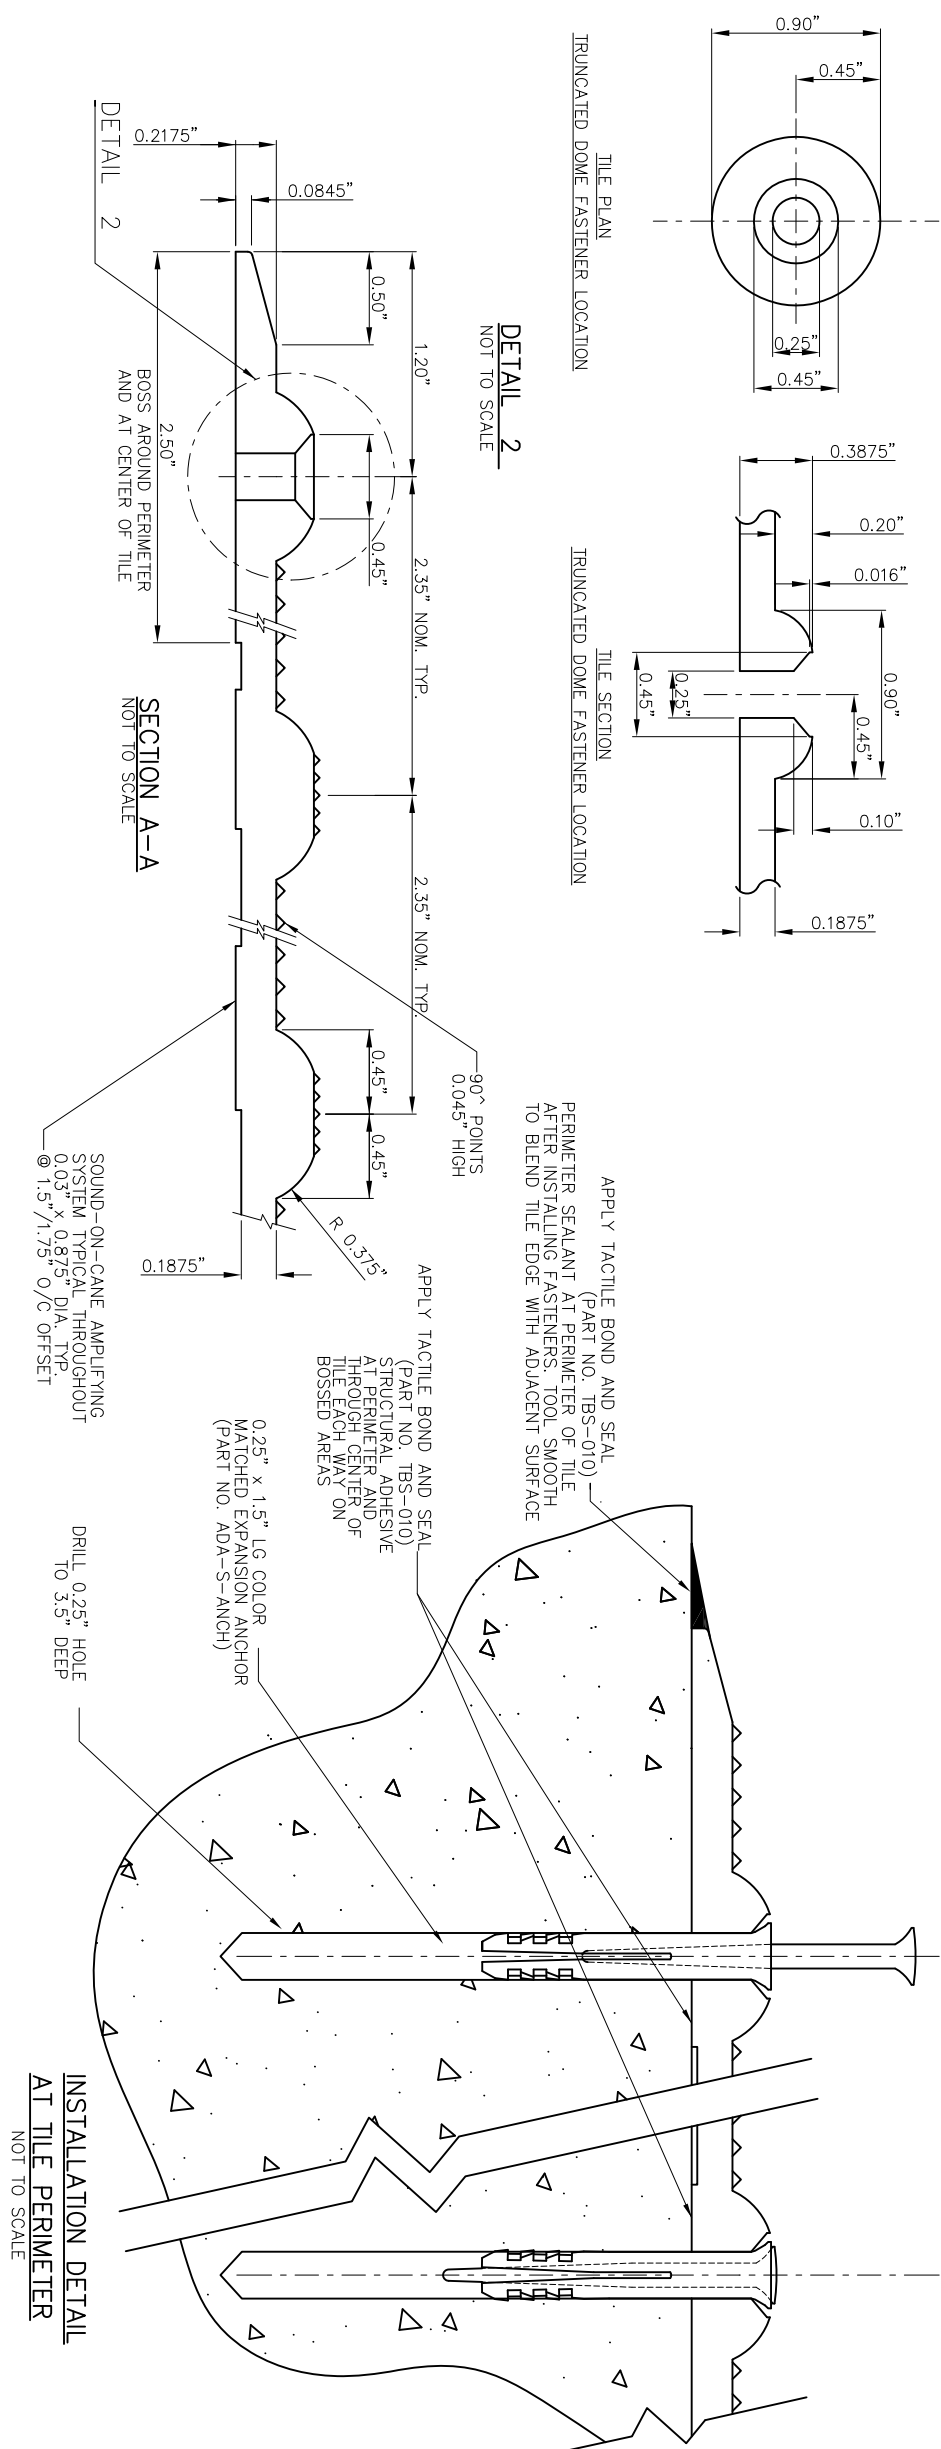 0.90"
0.45"
0.25"
0.45"
TILE PLAN
TRUNCATED DOME FASTENER LOCATION
0.3875"
0.20"
0.016"
0.90"
0.45"
0.25"
0.45"
0.10"
0.1875"
TILE SECTION
TRUNCATED DOME FASTENER LOCATION
DETAIL 2
NOT TO SCALE
DETAIL 2
0.2175"
0.0845"
0.50"
1.20"
0.45"
2.35" NOM. TYP.
2.35" NOM. TYP.
2.50"
BOSS AROUND PERIMETER
AND AT CENTER OF TILE
90^ POINTS
0.045" HIGH
0.45"
0.45"
R 0.375"
0.1875"
SOUND-ON-CANE AMPLIFYING
SYSTEM TYPICAL THROUGHOUT
0.03" x 0.875" DIA. TYP.
@ 1.5"/1.75" O/C OFFSET
SECTION A-A
NOT TO SCALE
APPLY TACTILE BOND AND SEAL
(PART NO. TBS-010)
PERIMETER SEALANT AT PERIMETER OF TILE
AFTER INSTALLING FASTENERS. TOOL SMOOTH
TO BLEND TILE EDGE WITH ADJACENT SURFACE
APPLY TACTILE BOND AND SEAL
(PART NO. TBS-010)
STRUCTURAL ADHESIVE
AT PERIMETER AND
THROUGH CENTER OF
TILE EACH WAY ON
BOSSED AREAS
0.25" x 1.5" LG COLOR
MATCHED EXPANSION ANCHOR
(PART NO. ADA-S-ANCH)
DRILL 0.25" HOLE
TO 3.5" DEEP
INSTALLATION DETAIL
AT TILE PERIMETER
NOT TO SCALE